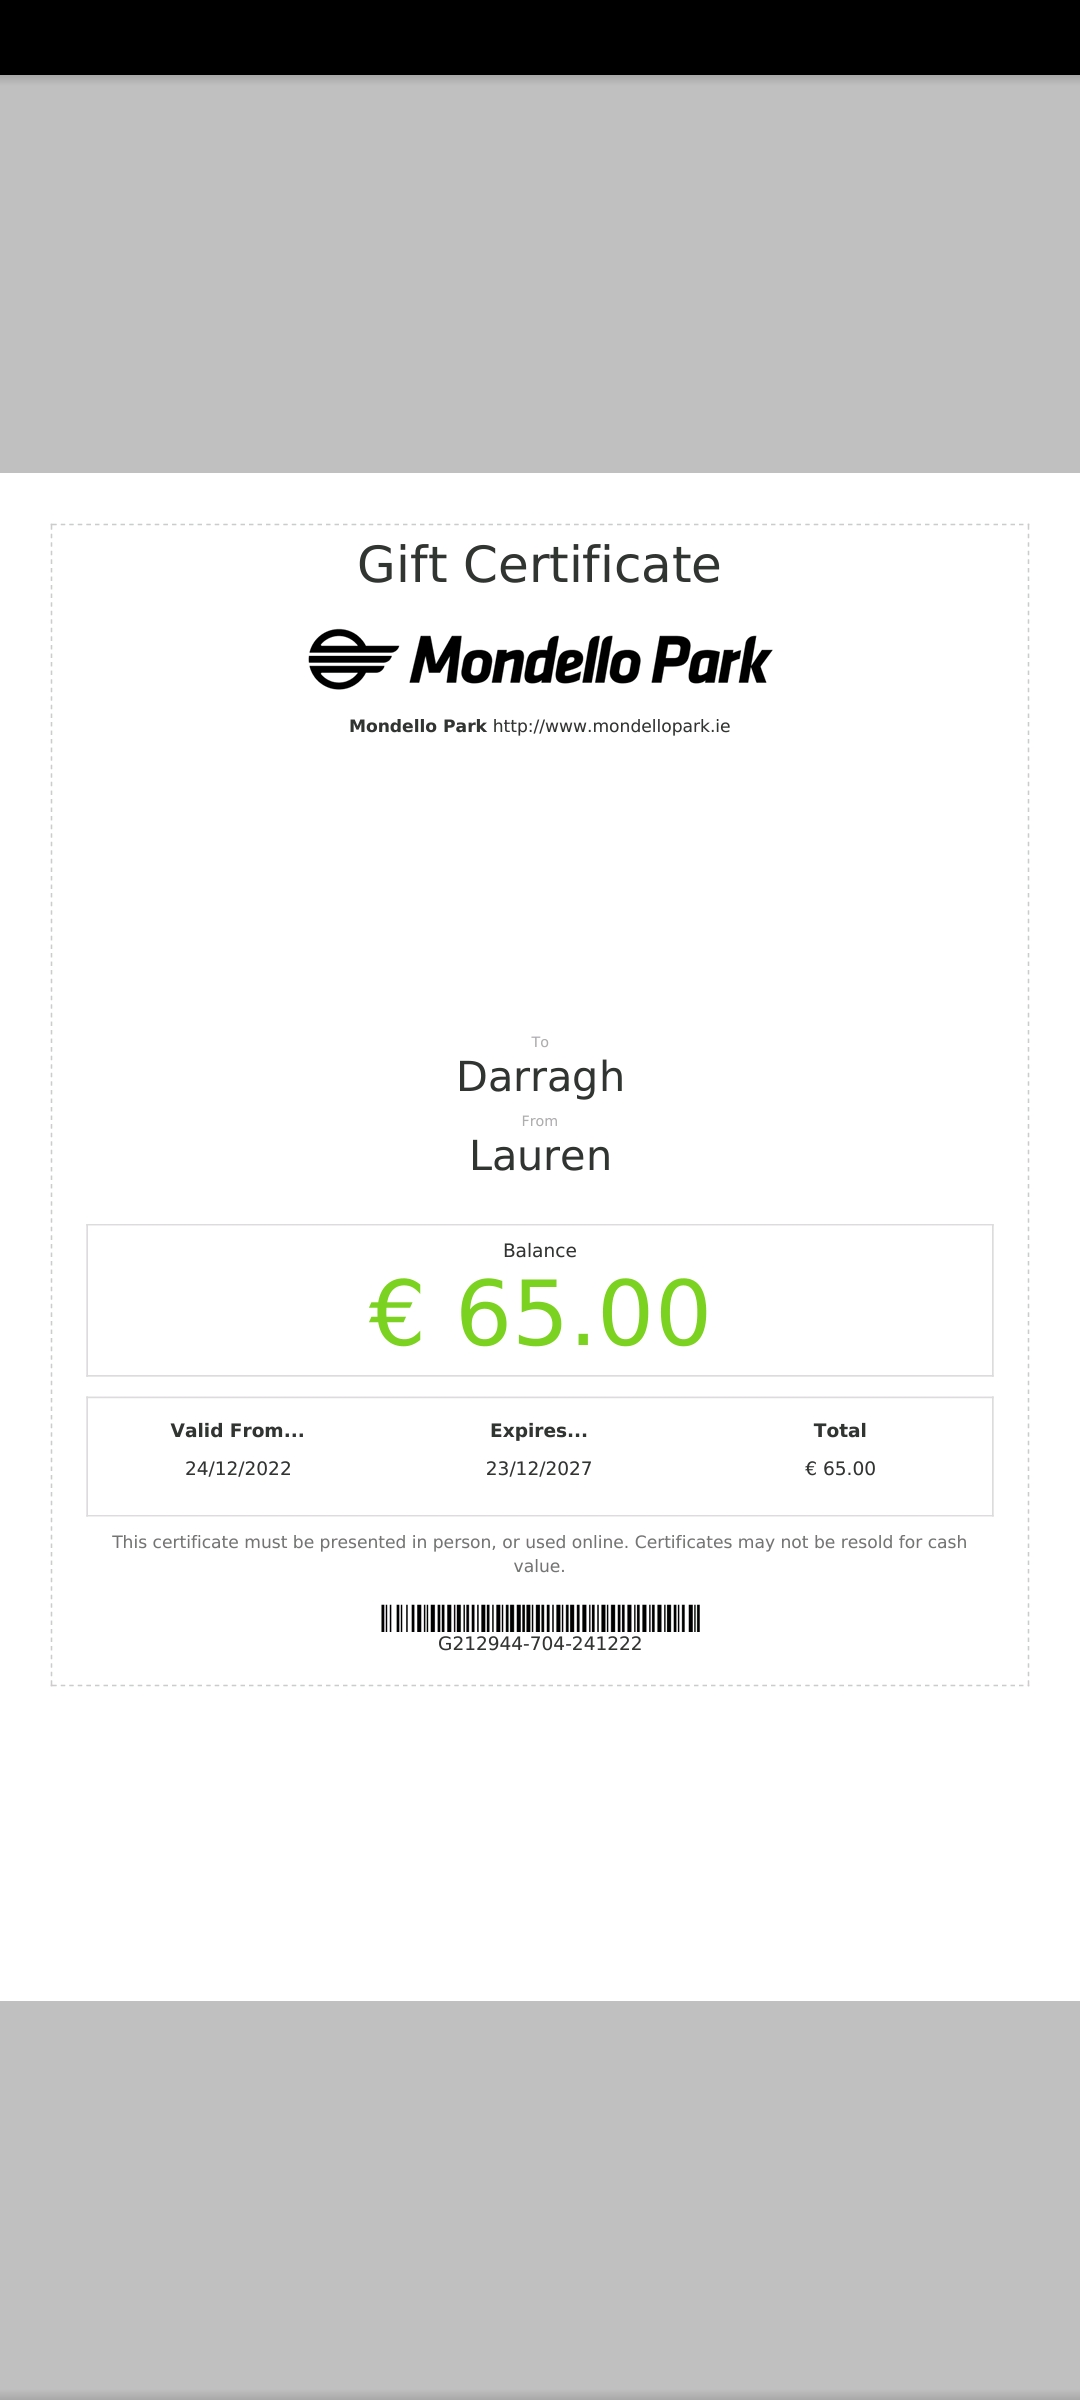 Gift Certificate
Mondello Park
Mondello Park http://www.mondellopark.ie
To
Darragh
From
Lauren
Balance
€ 65.00
Valid From... Expires... Total
24/12/2022 23/12/2027 € 65.00
This certificate must be presented in person, or used online. Certificates may not be resold for cash
value.
G212944-704-241222